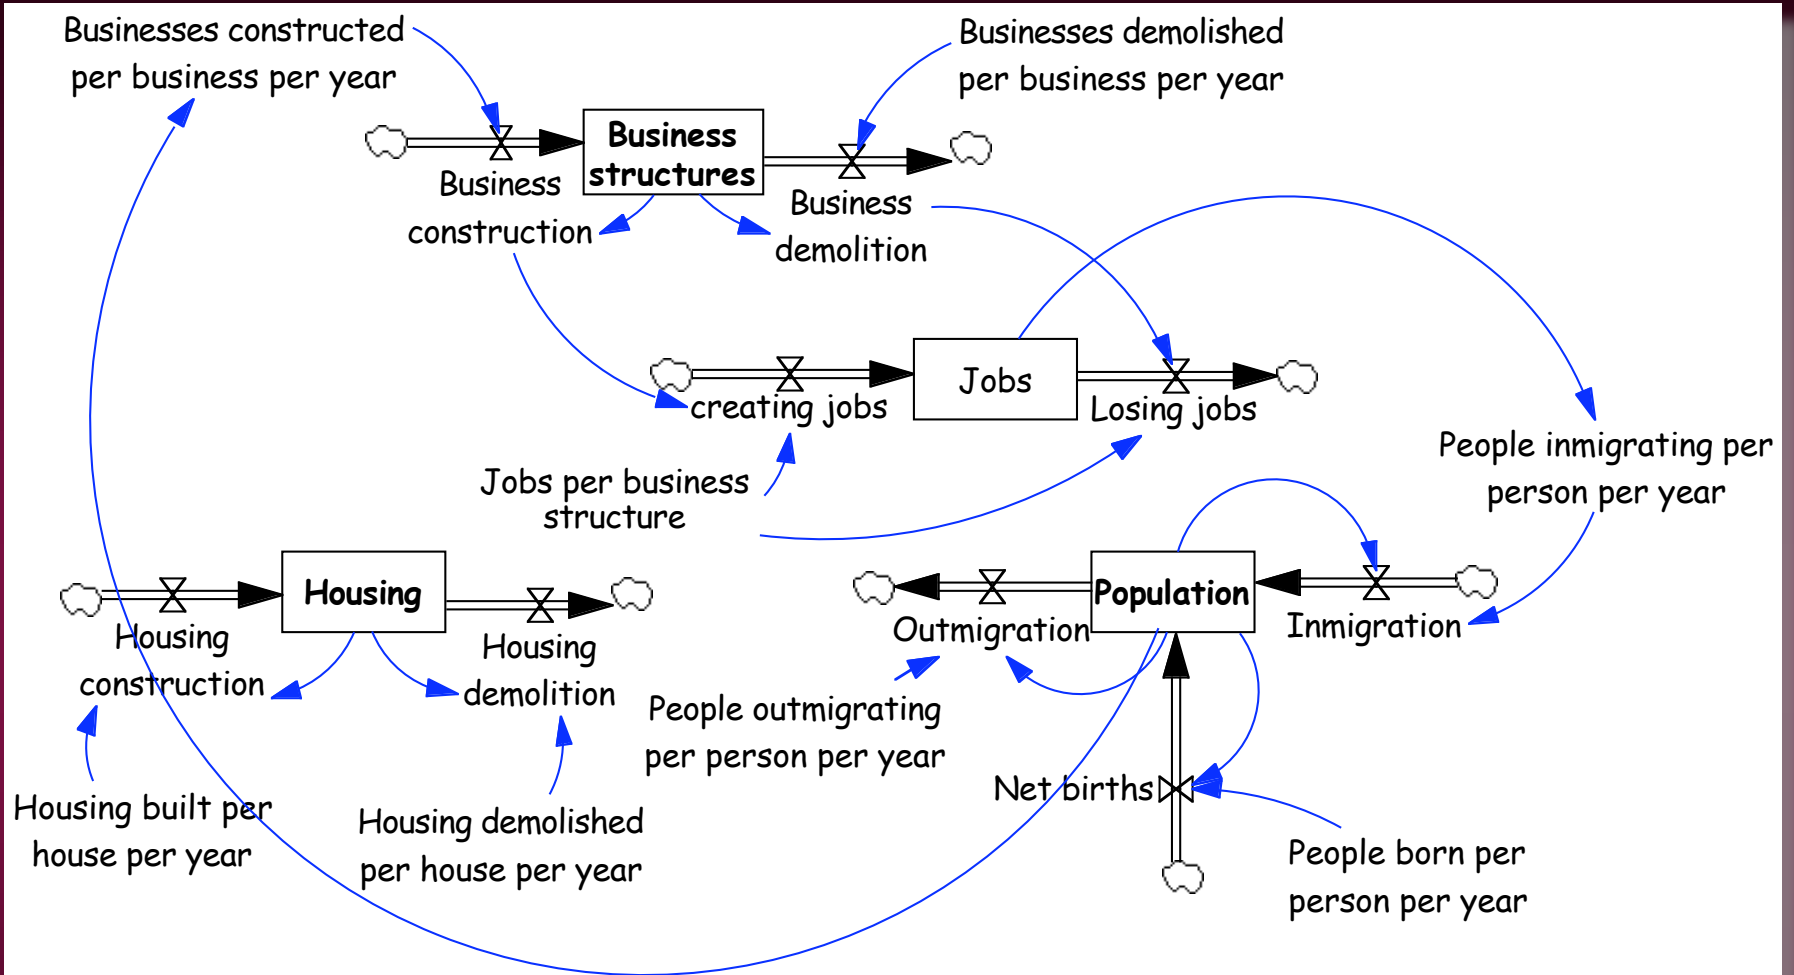 Businesses constructed
per business per year
Businesses demolished
per business per year
Business
structures
Business
construction
Business
demolition
Jobs
creating jobs
Losing jobs
People inmigrating per
person per year
Jobs per business
structure
Housing
Population
Housing
construction
Housing
demolition
Outmigration
Inmigration
People outmigrating
per person per year
Net births
Housing built per
house per year
Housing demolished
per house per year
People born per
person per year